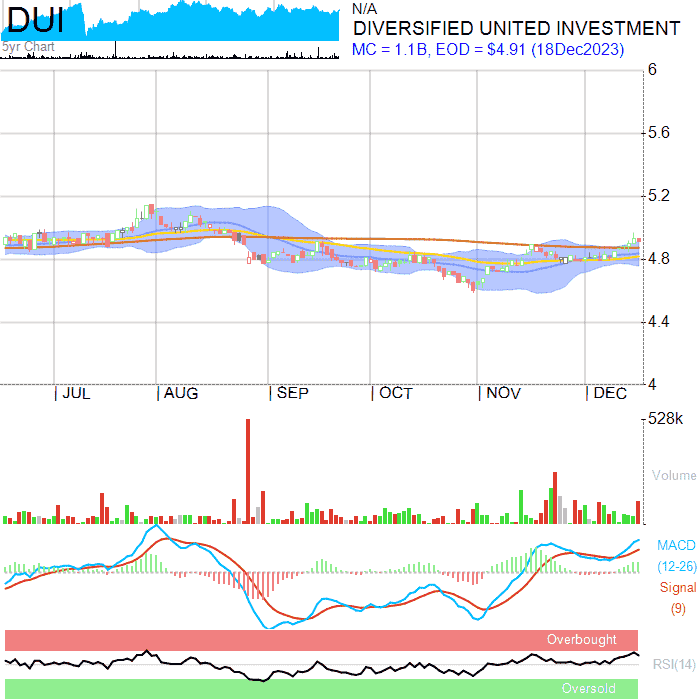 DUI
5yr Chart
N/A
DIVERSIFIED UNITED INVESTMENT
MC = 1.1B, EOD = $4.91 (18Dec2023)
6
5.6
5.2
4.8
4.4
4
JUL AUG SEP OCT NOV DEC
528k
Volume
MACD
(12-26)
Signal
(9)
Overbought
RSI(14)
Oversold